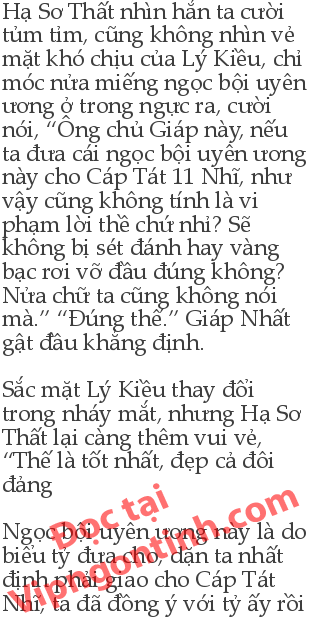 Hạ Sơ Thất nhìn hắn ta cười
tủm tỉm, cũng không nhìn vẻ
mặt khó chịu của Lý Kiều, chỉ
móc nửa miếng ngọc bội uyên
ương ở trong ngực ra, cười
nói, “Ông chủ Giáp này, nếu
ta đưa cái ngọc bội uyên ương
này cho Cáp Tát 11 Nhĩ, như
vậy cũng không tính là vi
phạm lời thề chứ nhỉ? Sẽ
không bị sét đánh hay vàng
bạc rơi vỡ đầu đúng không?
Nửa chữ ta cũng không nói
mà.” “Đúng thế.” Giáp Nhất
gật đầu khẳng định.

Sắc mặt Lý Kiều thay đổi
trong nháy mắt, nhưng Hạ Sơ
Thất lại càng thêm vui vẻ,
“Thế là tốt nhất, đẹp cả đôi
đảng

Ngọc bội uyên ương này là do
biểu tỷ đưa cho, dặn ta nhất
định phải giao cho Cáp Tát
Nhĩ, ta đã đồng ý với tỷ ấy rồi
Đọc tại
Vipngontinh.com